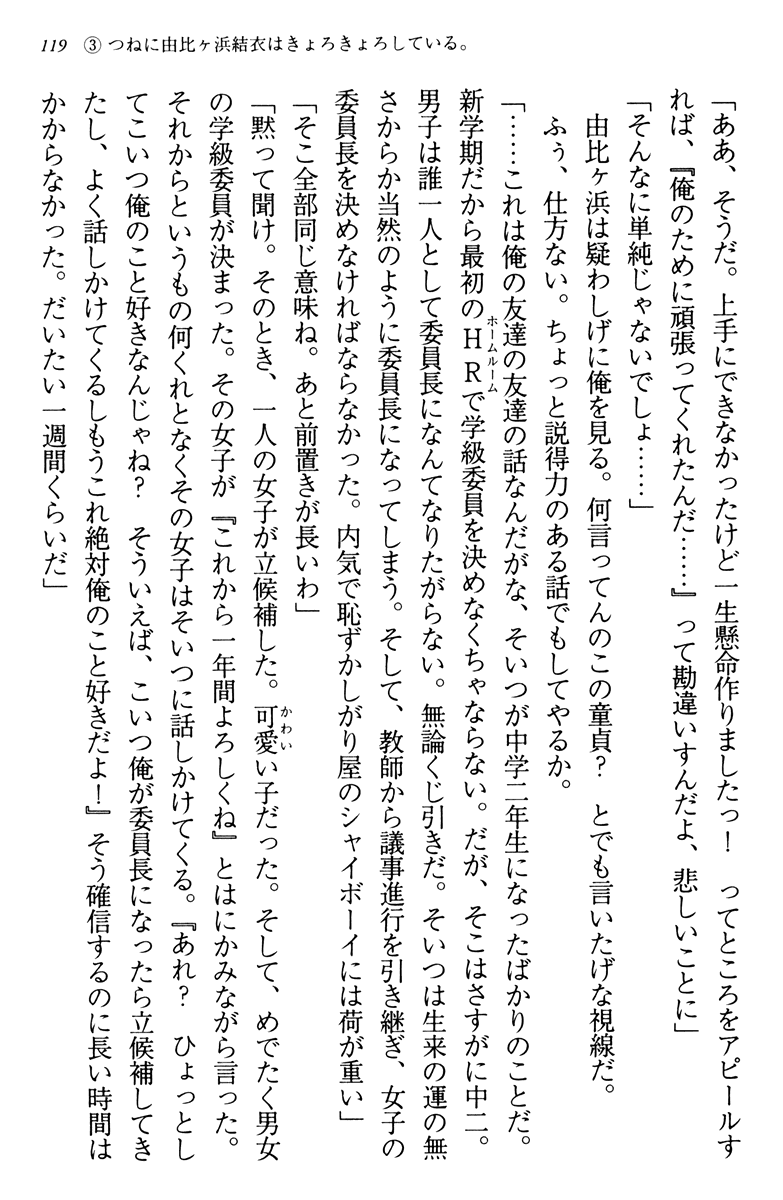 119　③ つねに由比ヶ浜結衣はきょろきょろしている。
「ああ、そうだ。上手にできなかったけど一生懸命作りましたっ！　ってところをアピールす
れば、『俺のために頑張ってくれたんだ……』って勘違いすんだよ、悲しいことに」
「そんなに単純じゃないでしょ……」
　由比ヶ浜は疑わしげに俺を見る。何言ってんのこの童貞？　とでも言いたげな視線だ。
　ふぅ、仕方ない。ちょっと説得力のある話でもしてやるか。
「……これは俺の友達の友達の話なんだがな、そいつが中学二年生になったばかりのことだ。
新学期だから最初のＨＲで学級委員を決めなくちゃならない。だが、そこはさすがに中二。
ホームルーム
男子は誰一人として委員長になんてなりたがらない。無論くじ引きだ。そいつは生来の運の無
さからか当然のように委員長になってしまう。そして、教師から議事進行を引き継ぎ、女子の
委員長を決めなければならなかった。内気で恥ずかしがり屋のシャイボーイには荷が重い」
「そこ全部同じ意味ね。あと前置きが長いわ」
「黙って聞け。そのとき、一人の女子が立候補した。可愛い子だった。そして、めでたく男女
かわい
の学級委員が決まった。その女子が『これから一年間よろしくね』とはにかみながら言った。
それからというもの何くれとなくその女子はそいつに話しかけてくる。『あれ？　ひょっとし
てこいつ俺のこと好きなんじゃね？　そういえば、こいつ俺が委員長になったら立候補してき
たし、よく話しかけてくるしもうこれ絶対俺のこと好きだよ！』そう確信するのに長い時間は
かからなかった。だいたい一週間くらいだ」